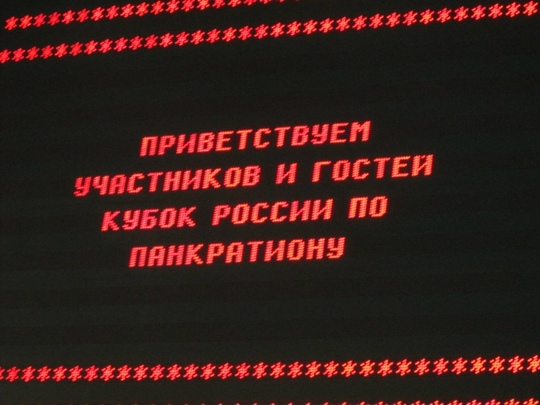 ПРИВЕТСТВУЕМ
УЧАСТНИКОВ И ГОСТЕЙ
КУБОК РОССИИ ПО
ПАНКРАТИОНУ